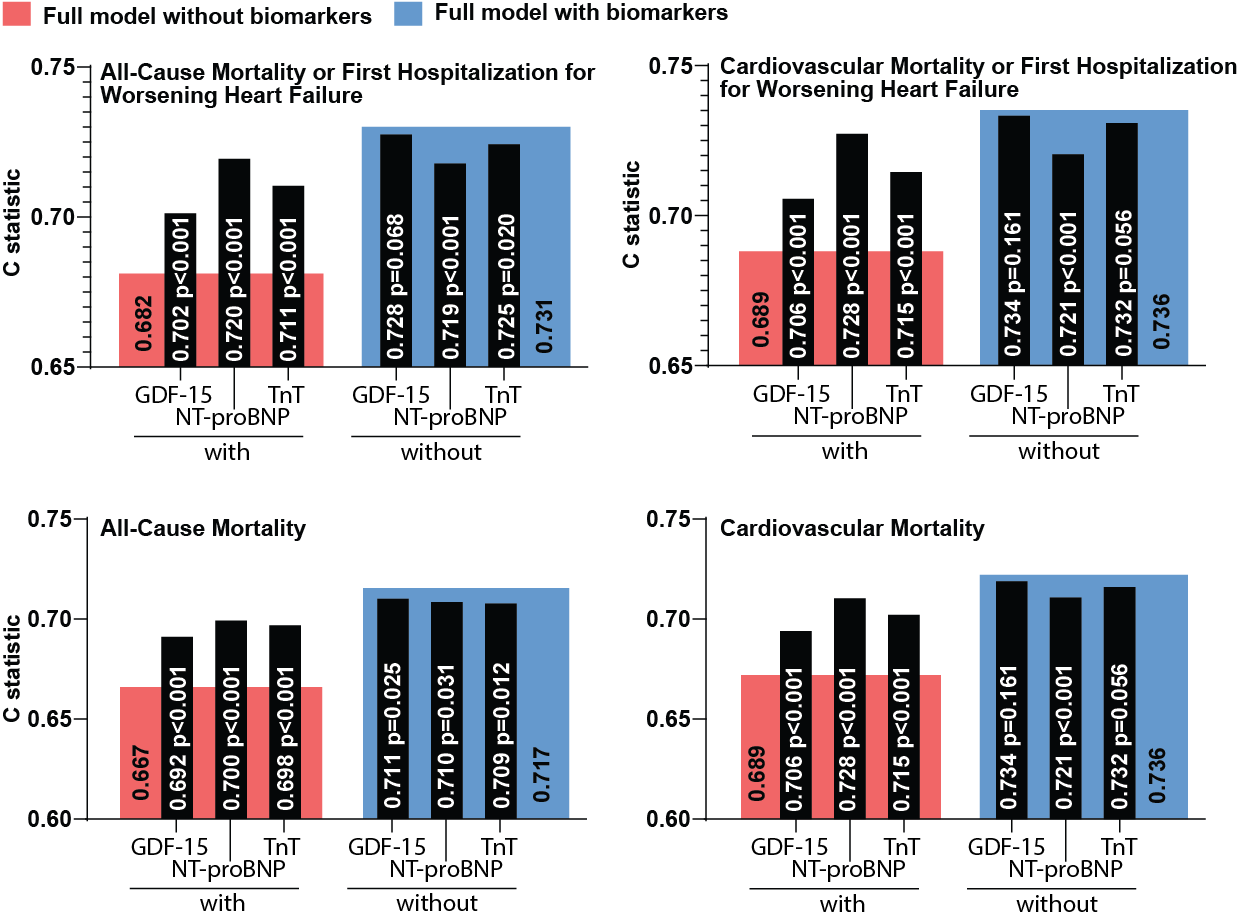 Full model without biomarkers
Full model with biomarkers
All-Cause Mortality or First Hospitalization for
Worsening Heart Failure
C statistic
0.75
0.70
0.65
0.682
0.702 p<0.001
0.720 p<0.001
0.711 p<0.001
0.728 p=0.068
0.719 p<0.001
0.725 p=0.020
0.731
GDF-15
NT-proBNP
TnT
with
GDF-15
NT-proBNP
TnT
without
Cardiovascular Mortality or First Hospitalization
for Worsening Heart Failure
C statistic
0.75
0.70
0.65
0.689
0.706 p<0.001
0.728 p<0.001
0.715 p<0.001
0.734 p=0.161
0.721 p<0.001
0.732 p=0.056
0.736
GDF-15
NT-proBNP
TnT
with
GDF-15
NT-proBNP
TnT
without
All-Cause Mortality
C statistic
0.75
0.70
0.65
0.60
0.667
0.692 p<0.001
0.700 p<0.001
0.698 p<0.001
0.711 p=0.025
0.710 p=0.031
0.709 p=0.012
0.717
GDF-15
NT-proBNP
TnT
with
GDF-15
NT-proBNP
TnT
without
Cardiovascular Mortality
C statistic
0.75
0.70
0.65
0.60
0.689
0.706 p<0.001
0.728 p<0.001
0.715 p<0.001
0.734 p=0.161
0.721 p<0.001
0.732 p=0.056
0.736
GDF-15
NT-proBNP
TnT
with
GDF-15
NT-proBNP
TnT
without